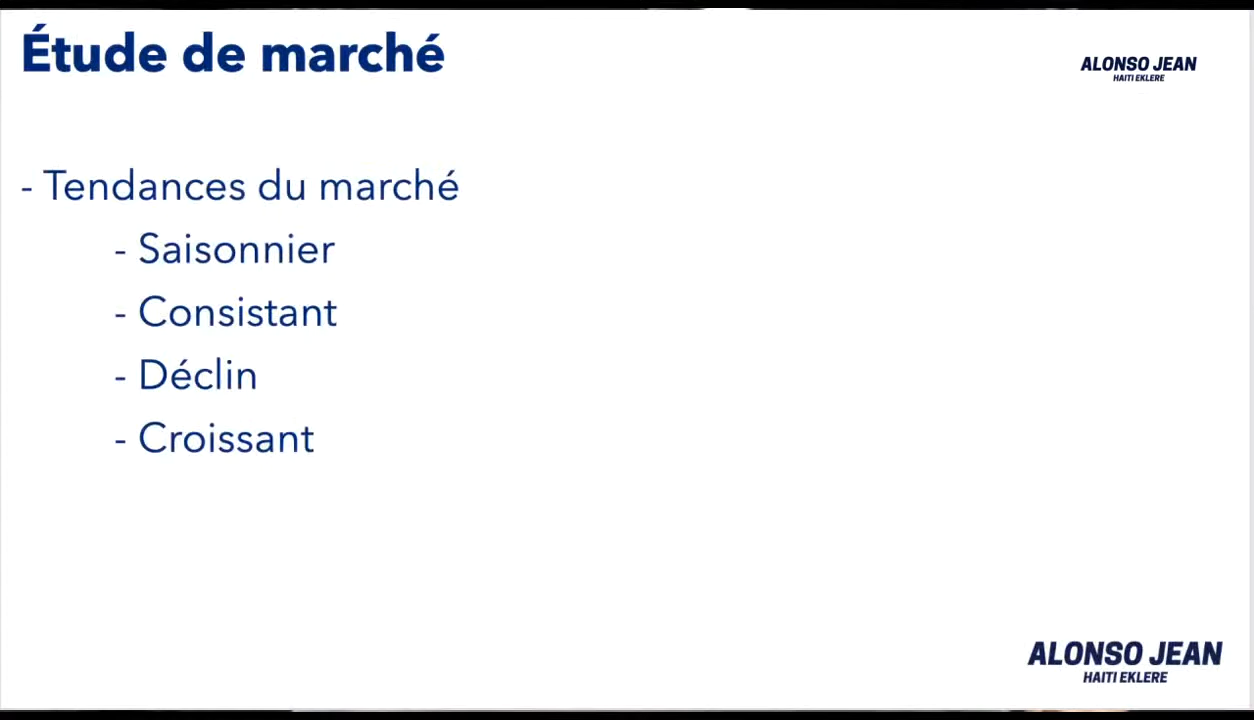 Étude de marché
ALONSO JEAN
HAITI EKLERE
- Tendances du marché
- Saisonnier
- Consistant
- Déclin
- Croissant
ALONSO JEAN
HAITI EKLERE